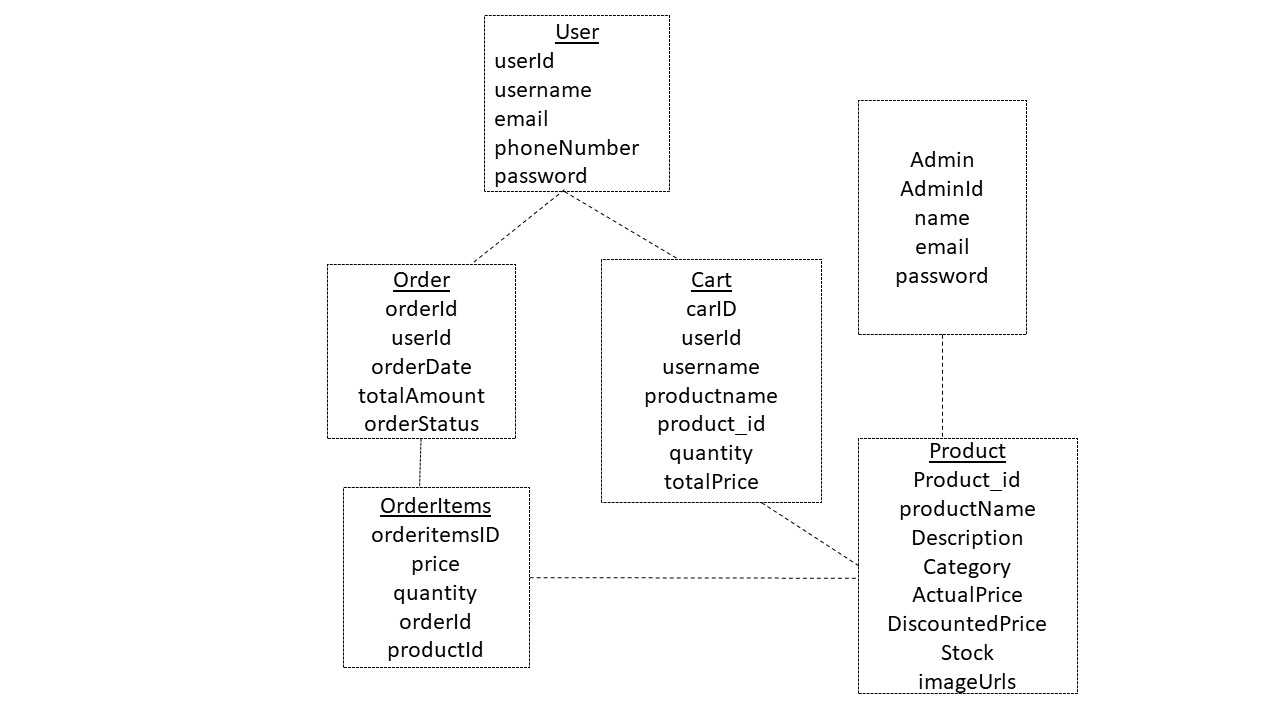 User
userId
username
email
phoneNumber
password
Admin
AdminId
name
email
password
Order
orderId
userId
orderDate
totalAmount
orderStatus
Cart
carID
userId
username
productname
product_id
quantity
totalPrice
OrderItems
orderitemsID
price
quantity
orderId
productId
Product
Product_id
productName
Description
Category
ActualPrice
DiscountedPrice
Stock
imageUrls